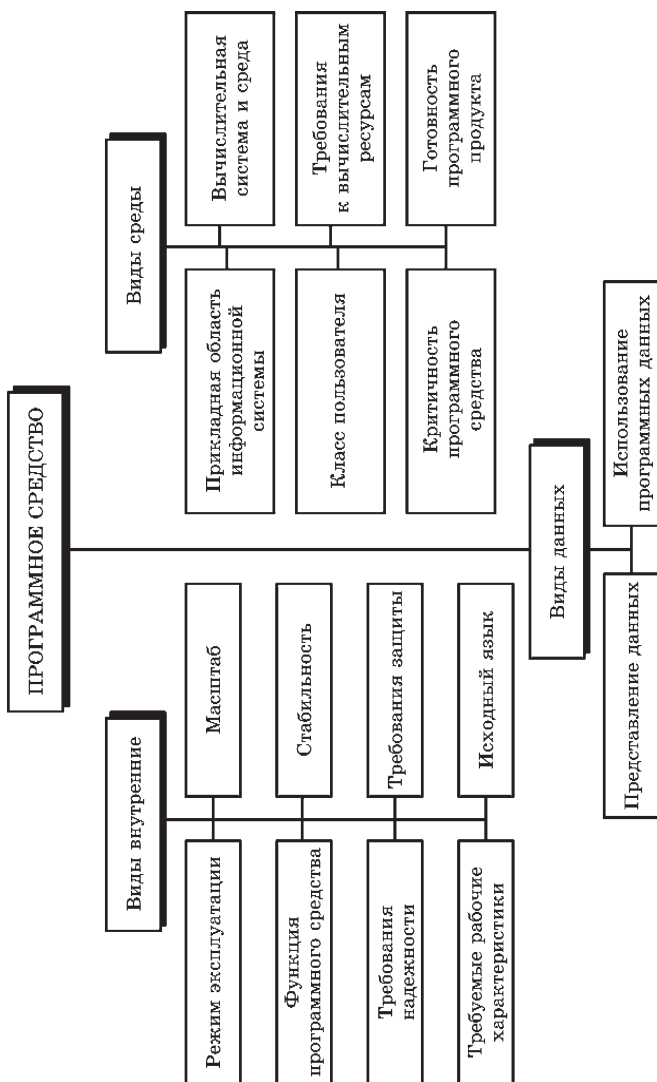 ПРОГРАММНОЕ СРЕДСТВО
Виды внутренние
Режим эксплуатации
Масштаб
Функция
программного средства
Стабильность
Требования
надежности
Требования защиты
Требуемые рабочие
характеристики
Исходный язык
Виды данных
Представление данных
Использование
программных данных
Виды среды
Прикладная область
информационной
системы
Вычислительная
система и среда
Класс пользователя
Требования
к вычислительным
ресурсам
Критичность
программного
средства
Готовность
программного
продукта